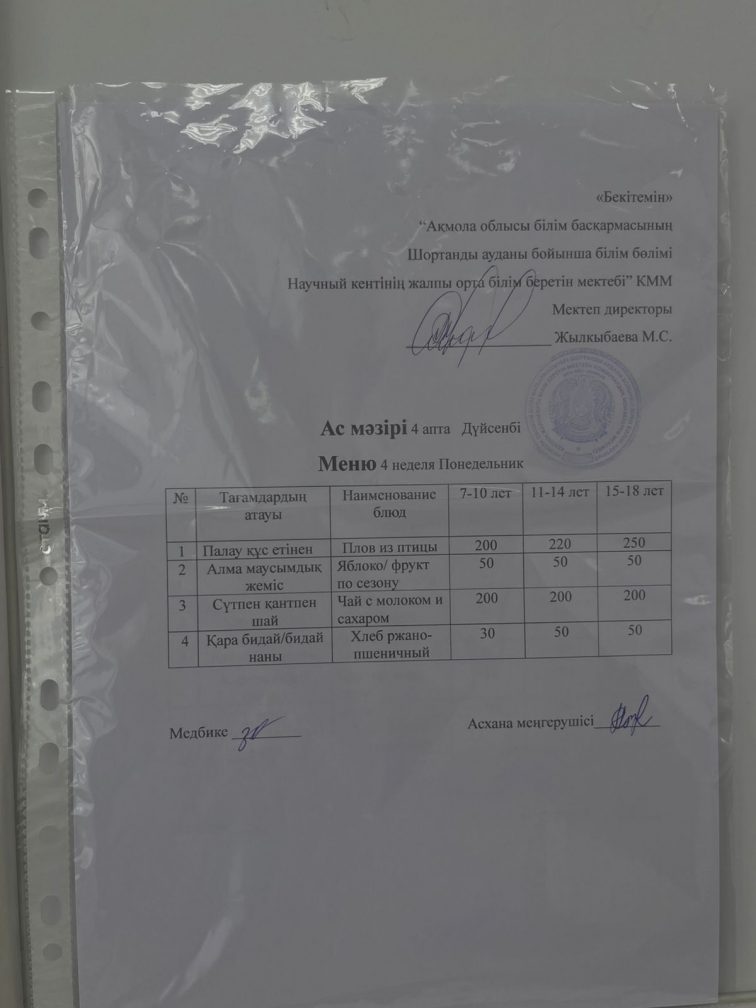 «Бекітемін»
“Ақмола облысы білім басқармасының
Шортанды ауданы бойынша білім бөлімі
Научный кентінің жалпы орта білім беретін мектебі” КММ
Мектеп директоры
Жылкыбаева М.С.
Ас мәзірі 4 апта Дүйсенбі
Меню 4 неделя Понедельник
№ Тағамдардың атауы Наименование блюд 7-10 лет 11-14 лет 15-18 лет
1 Палау құс етінен Плов из птицы 200 220 250
2 Алма маусымдық жеміс Яблоко/ фрукт по сезону 50 50 50
3 Сүтпен қантпен шай Чай с молоком и сахаром 200 200 200
4 Қара бидай/бидай наны Хлеб ржано-пшеничный 30 50 50
Медбике
Асхана меңгерушісі